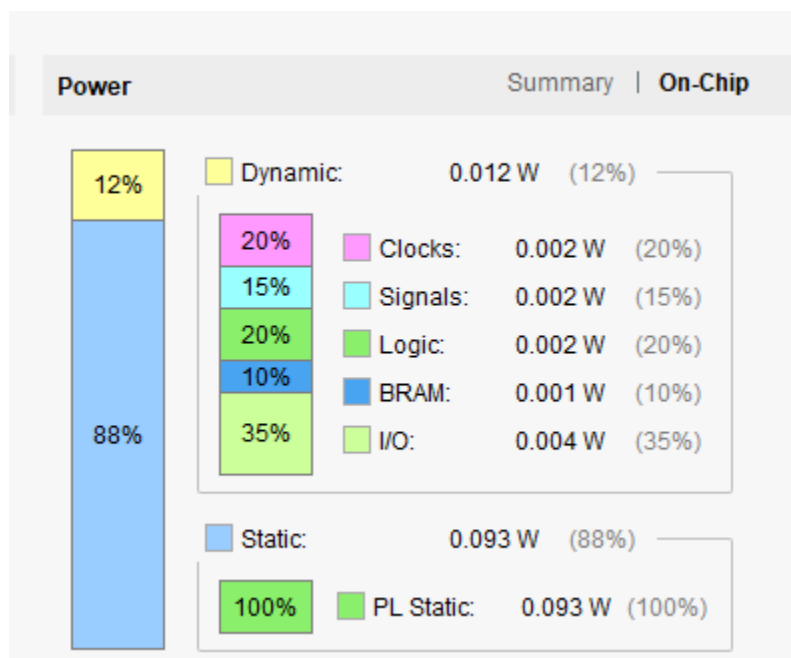 Power Summary | On-Chip
12% Dynamic: 0.012 W (12%)
20% Clocks: 0.002 W (20%)
15% Signals: 0.002 W (15%)
20% Logic: 0.002 W (20%)
10% BRAM: 0.001 W (10%)
88% 35% I/O: 0.004 W (35%)
Static: 0.093 W (88%)
100% PL Static: 0.093 W (100%)